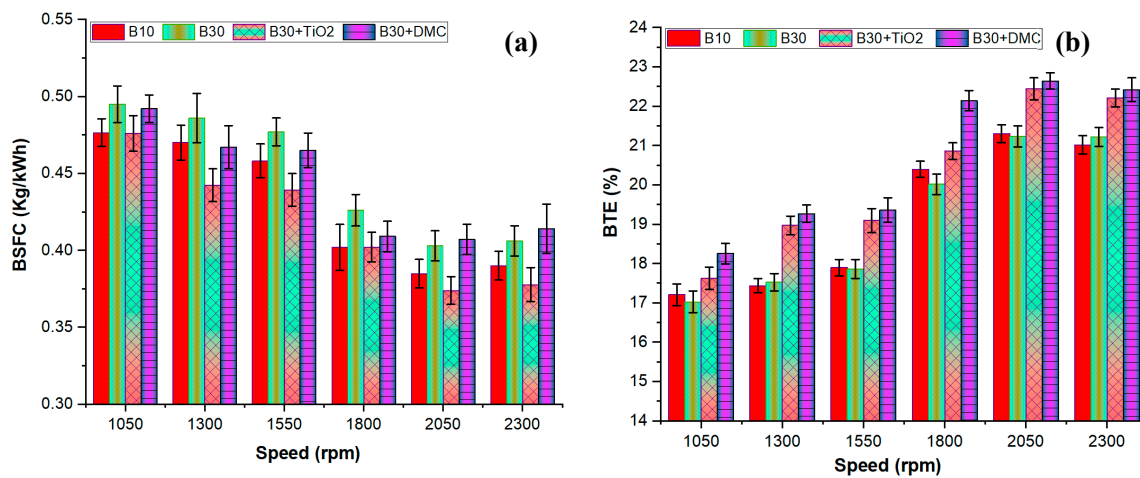 B10 B30 B30+TiO2 B30+DMC
(a)
BSFC (Kg/kWh)
0.55
0.50
0.45
0.40
0.35
0.30
1050 1300 1550 1800 2050 2300
Speed (rpm)
B10 B30 B30+TiO2 B30+DMC
(b)
BTE (%)
24
23
22
21
20
19
18
17
16
15
14
1050 1300 1550 1800 2050 2300
Speed (rpm)